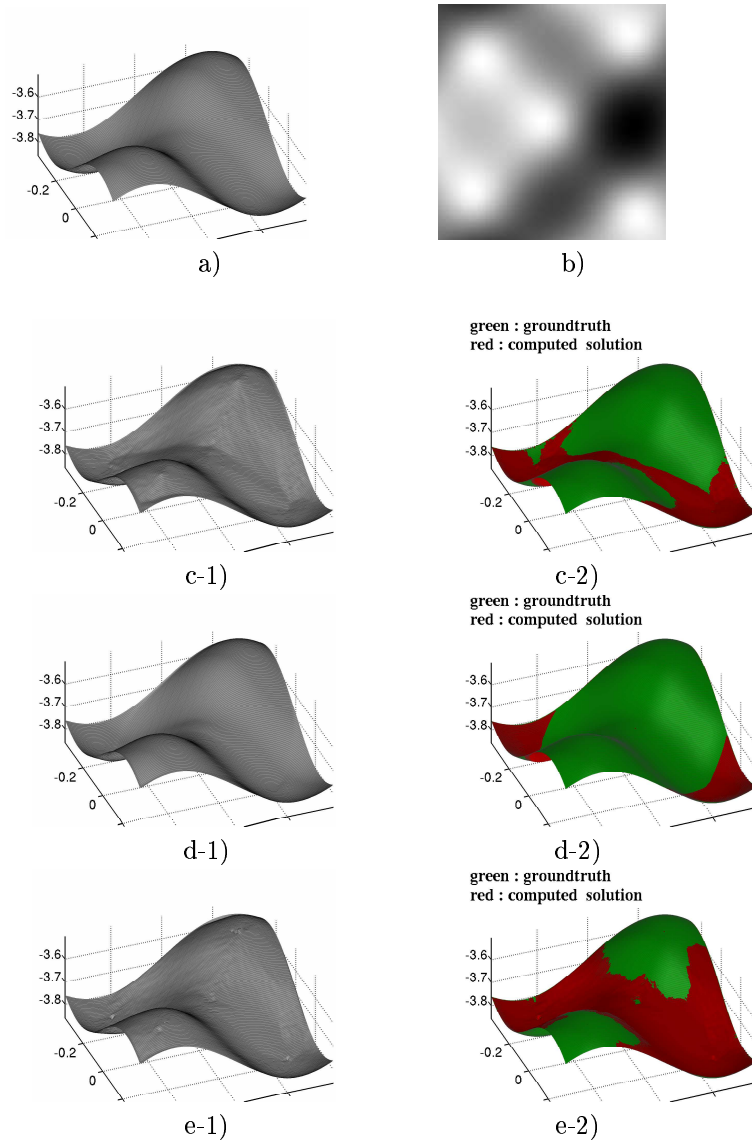 -3.6
-3.7
-3.8
-0.2
0
a)
b)
green : groundtruth
red : computed solution
-3.6
-3.7
-3.8
-0.2
0
-3.6
-3.7
-3.8
-0.2
0
c-1)
c-2)
green : groundtruth
red : computed solution
-3.6
-3.7
-3.8
-0.2
0
-3.6
-3.7
-3.8
-0.2
0
d-1)
d-2)
green : groundtruth
red : computed solution
-3.6
-3.7
-3.8
-0.2
0
-3.6
-3.7
-3.8
-0.2
0
e-1)
e-2)